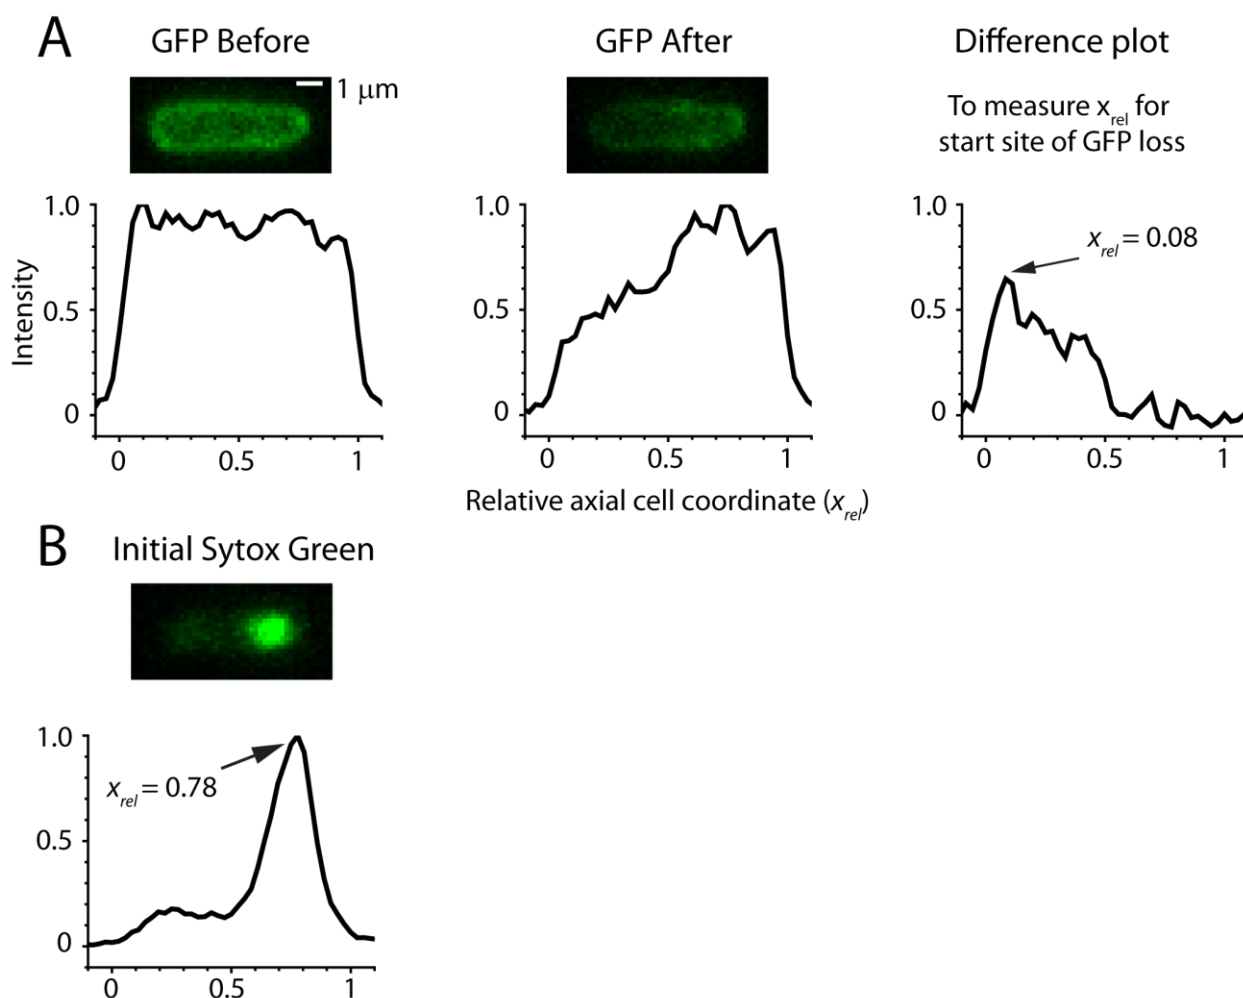 A
GFP Before
GFP After
Difference plot
1 μm
To measure x_rel for
start site of GFP loss
Intensity
1.0
0.5
0
0
0.5
1
1.0
0.5
0
0
0.5
1
1.0
0.5
0
x_rel = 0.08
0
0.5
1
Relative axial cell coordinate (x_rel)
B
Initial Sytox Green
1.0
0.5
0
x_rel = 0.78
0
0.5
1